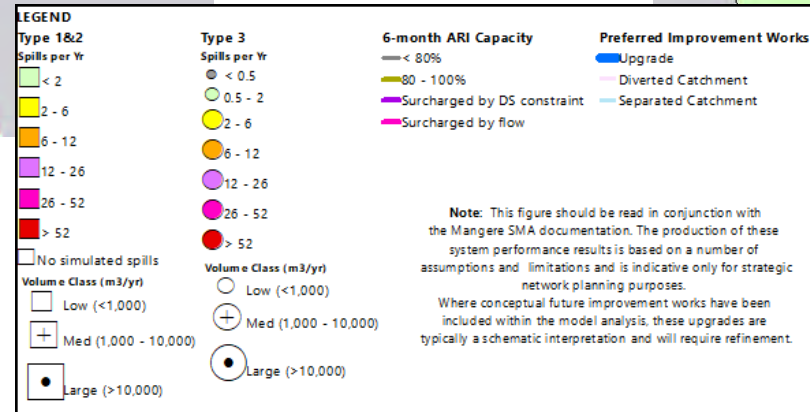 LEGEND
Type 1&2
Spills per Yr
< 2
2 - 6
6 - 12
12 - 26
26 - 52
> 52
No simulated spills
Volume Class (m3/yr)
Low (<1,000)
Med (1,000 - 10,000)
Large (>10,000)
Type 3
Spills per Yr
< 0.5
0.5 - 2
2 - 6
6 - 12
12 - 26
26 - 52
> 52
Volume Class (m3/yr)
Low (<1,000)
Med (1,000 - 10,000)
Large (>10,000)
6-month ARI Capacity
< 80%
80 - 100%
Surcharged by DS constraint
Surcharged by flow
Preferred Improvement Works
Upgrade
Diverted Catchment
Separated Catchment
Note: This figure should be read in conjunction with
the Mangere SMA documentation. The production of these
system performance results is based on a number of
assumptions and limitations and is indicative only for strategic
network planning purposes.
Where conceptual future improvement works have been
included within the model analysis, these upgrades are
typically a schematic interpretation and will require refinement.